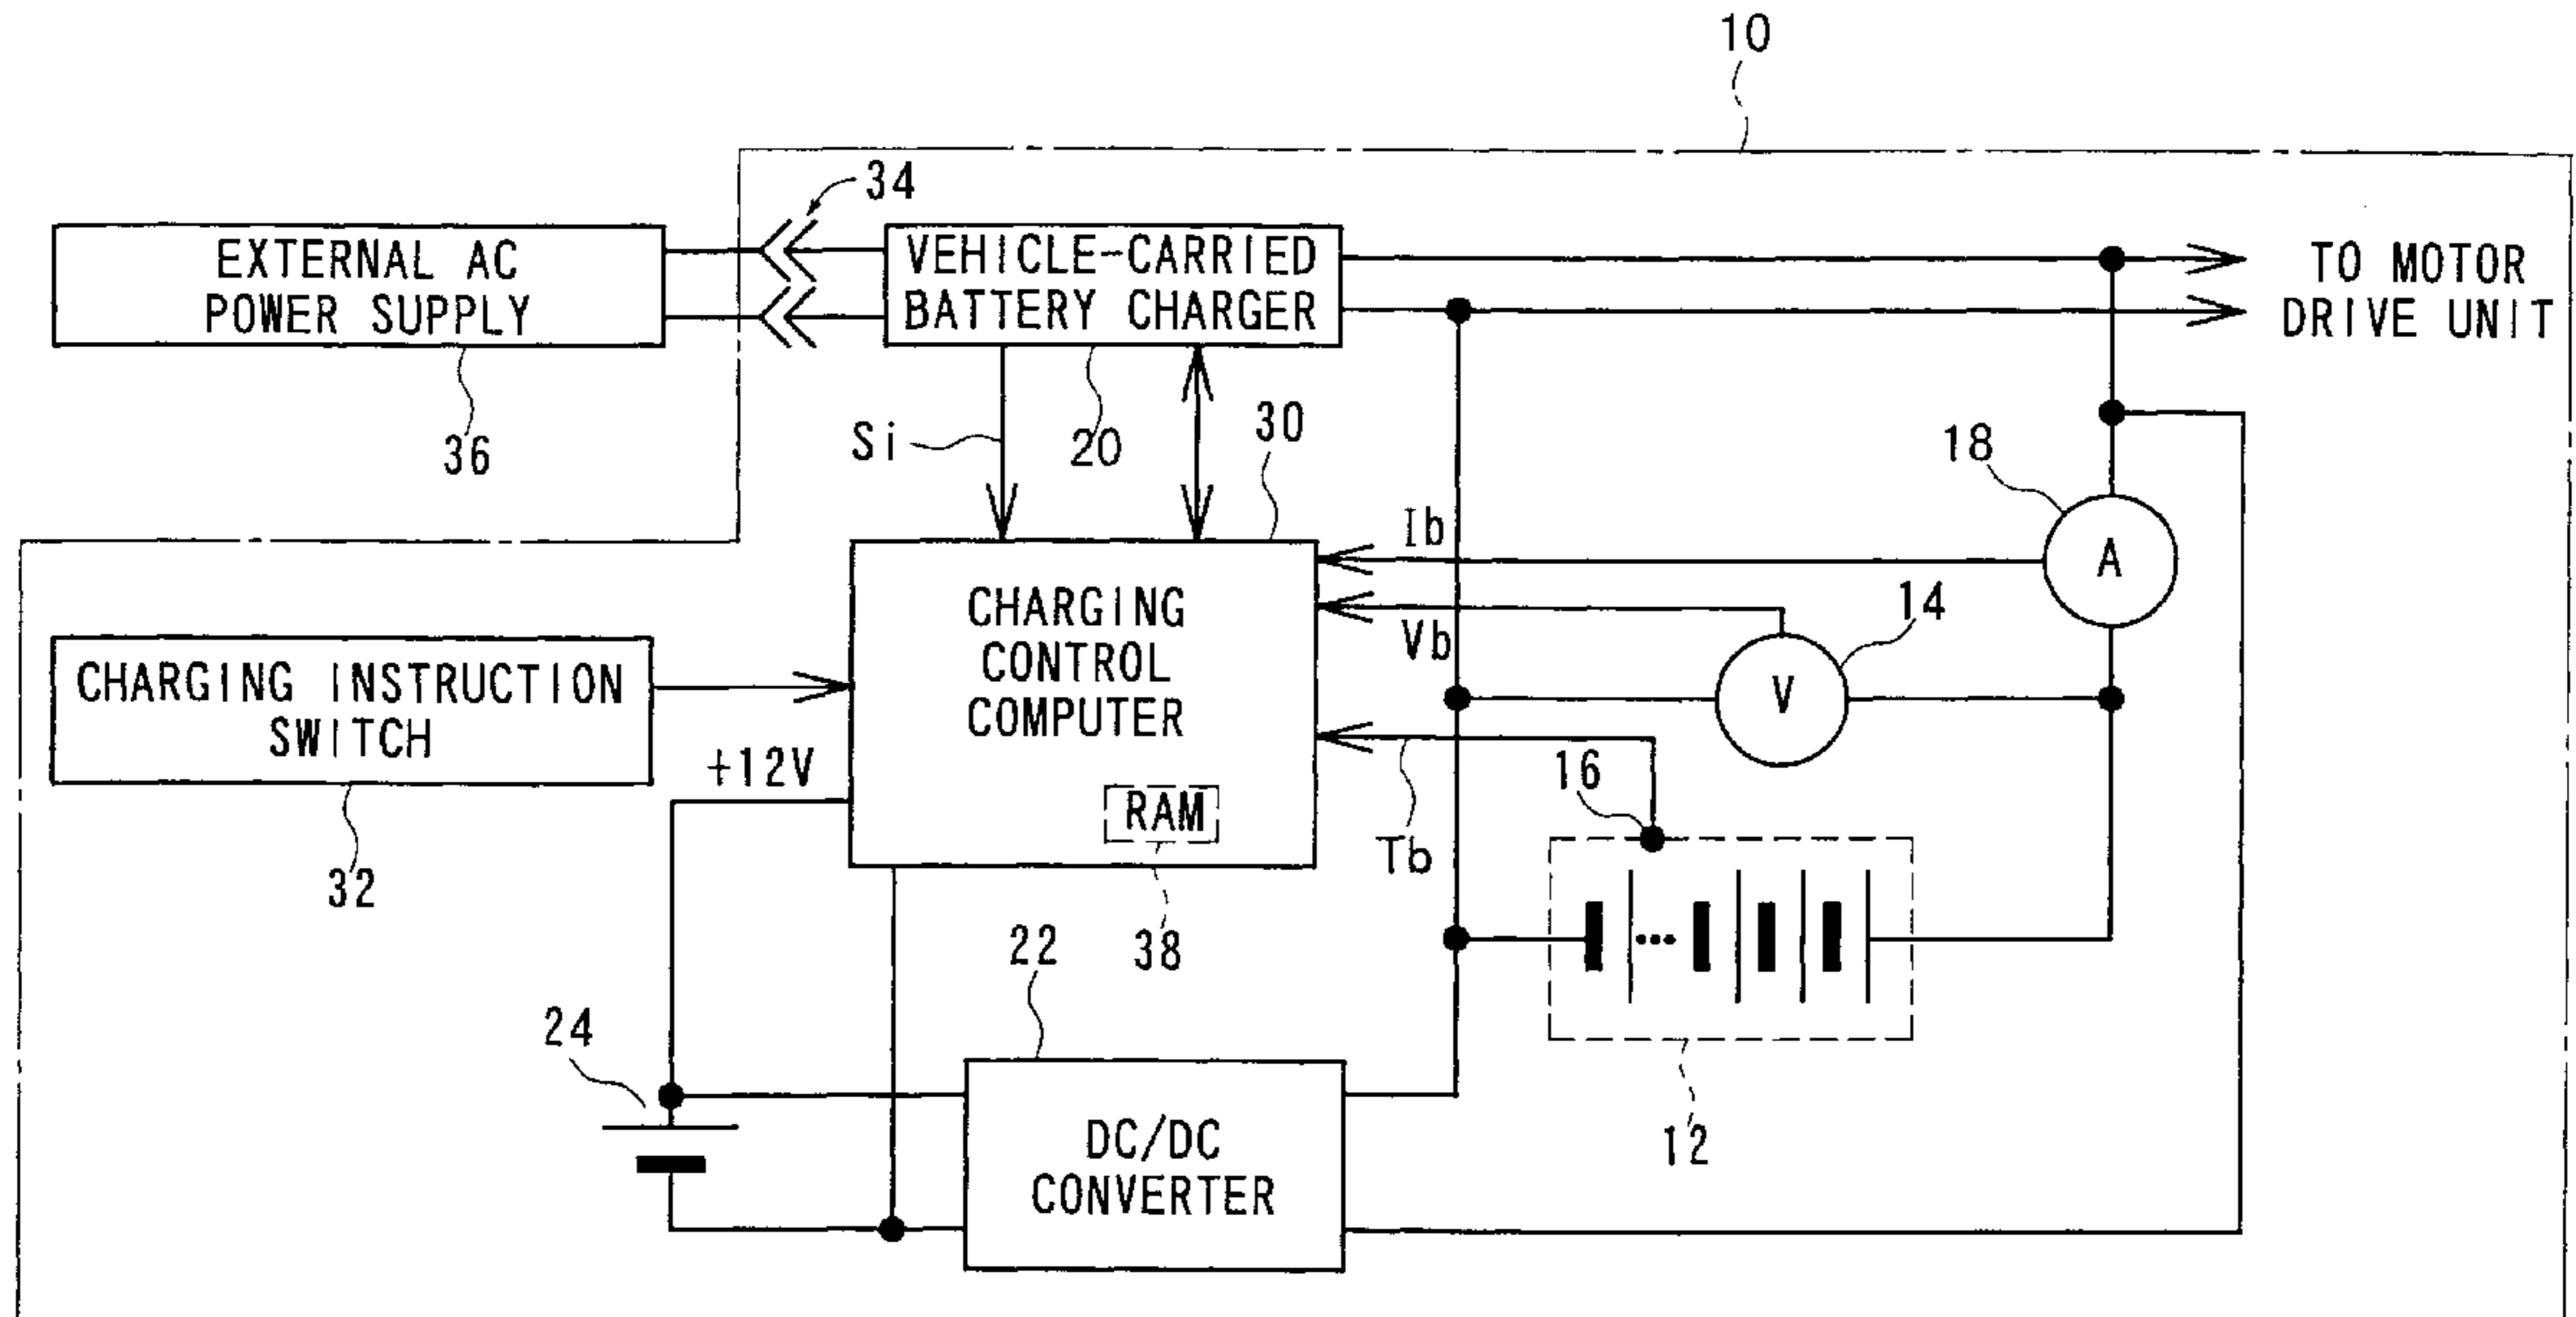 10
34
EXTERNAL AC
POWER SUPPLY
VEHICLE-CARRIED
BATTERY CHARGER
TO MOTOR
DRIVE UNIT
36
Si
20
30
18
Ib
A
CHARGING
CONTROL
COMPUTER
14
Vb
V
CHARGING INSTRUCTION
SWITCH
+12V
16
RAM
Tb
32
38
22
24
12
DC/DC
CONVERTER